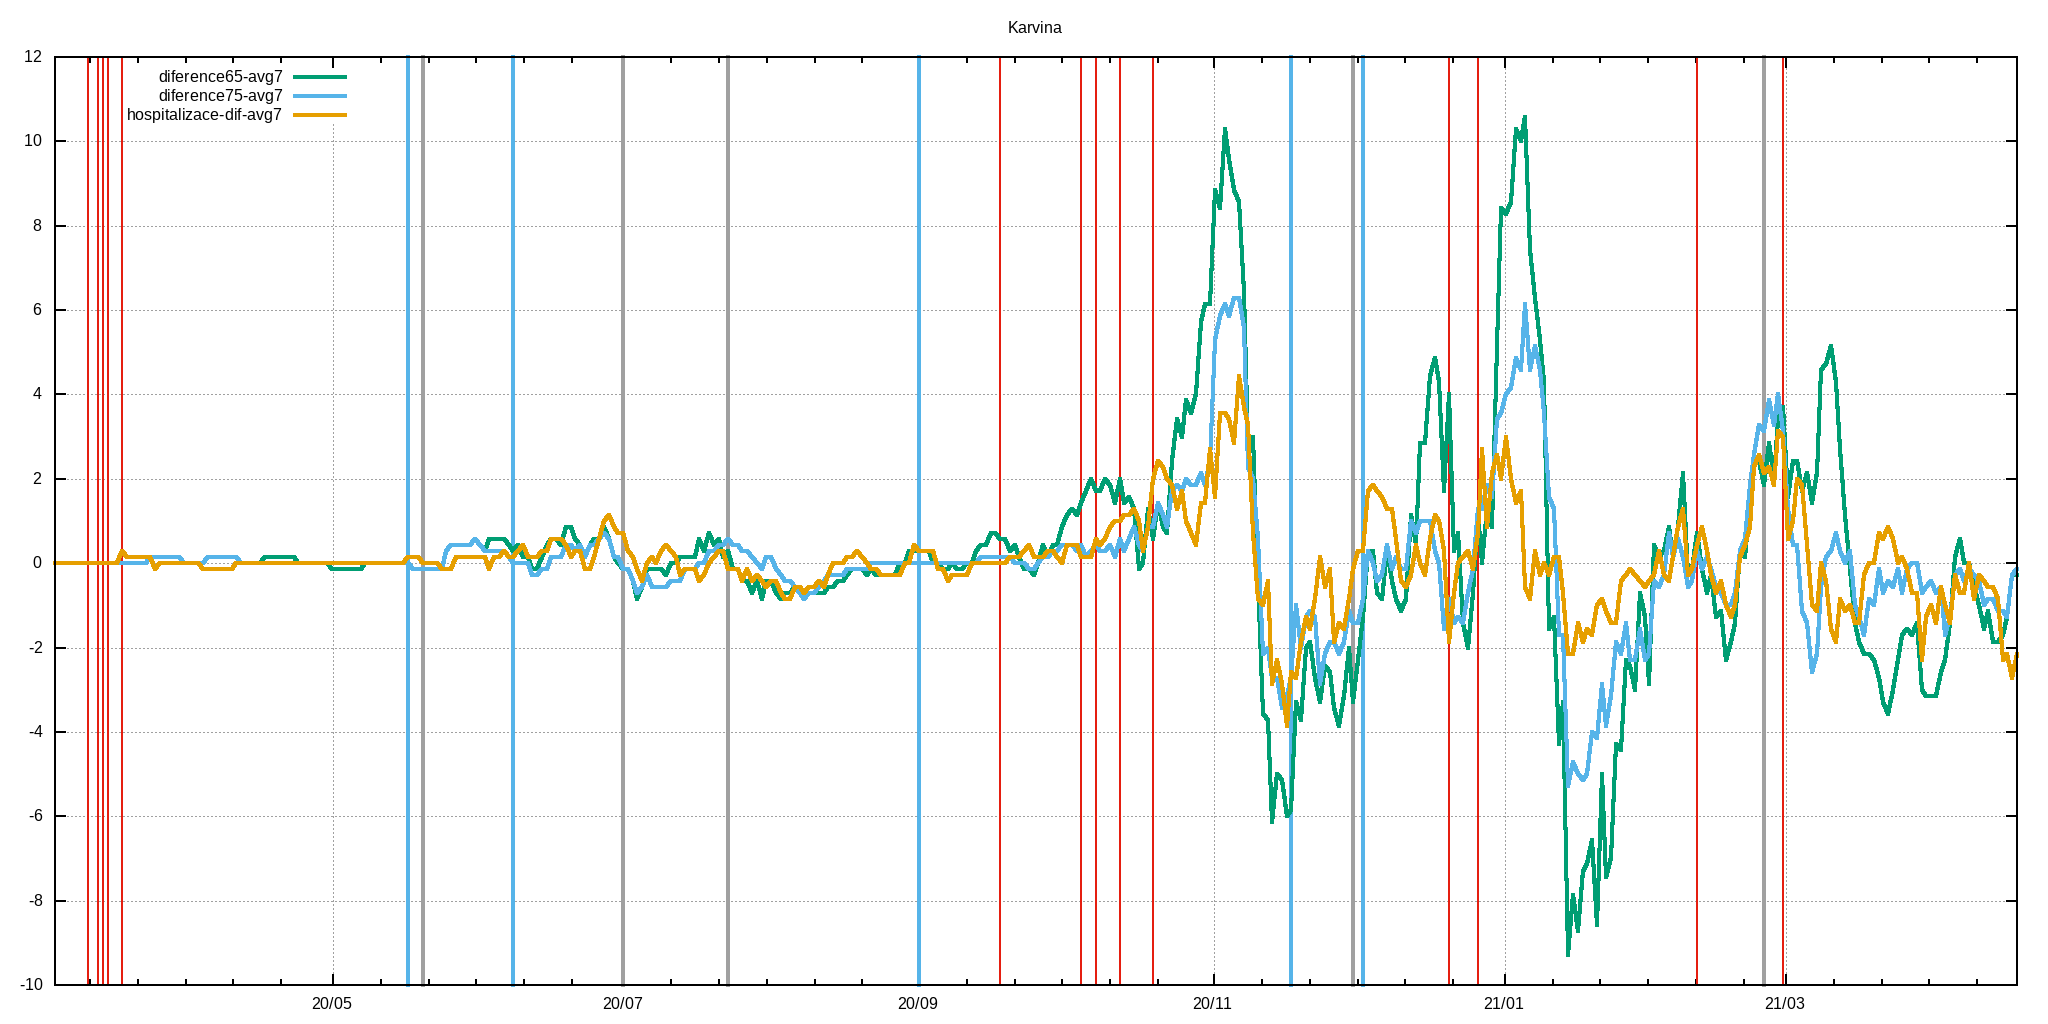 Karvina
12
diference65-avg7
diference75-avg7
hospitalizace-dif-avg7
10
8
6
4
2
0
-2
-4
-6
-8
-10
20/05 20/07 20/09 20/11 21/01 21/03